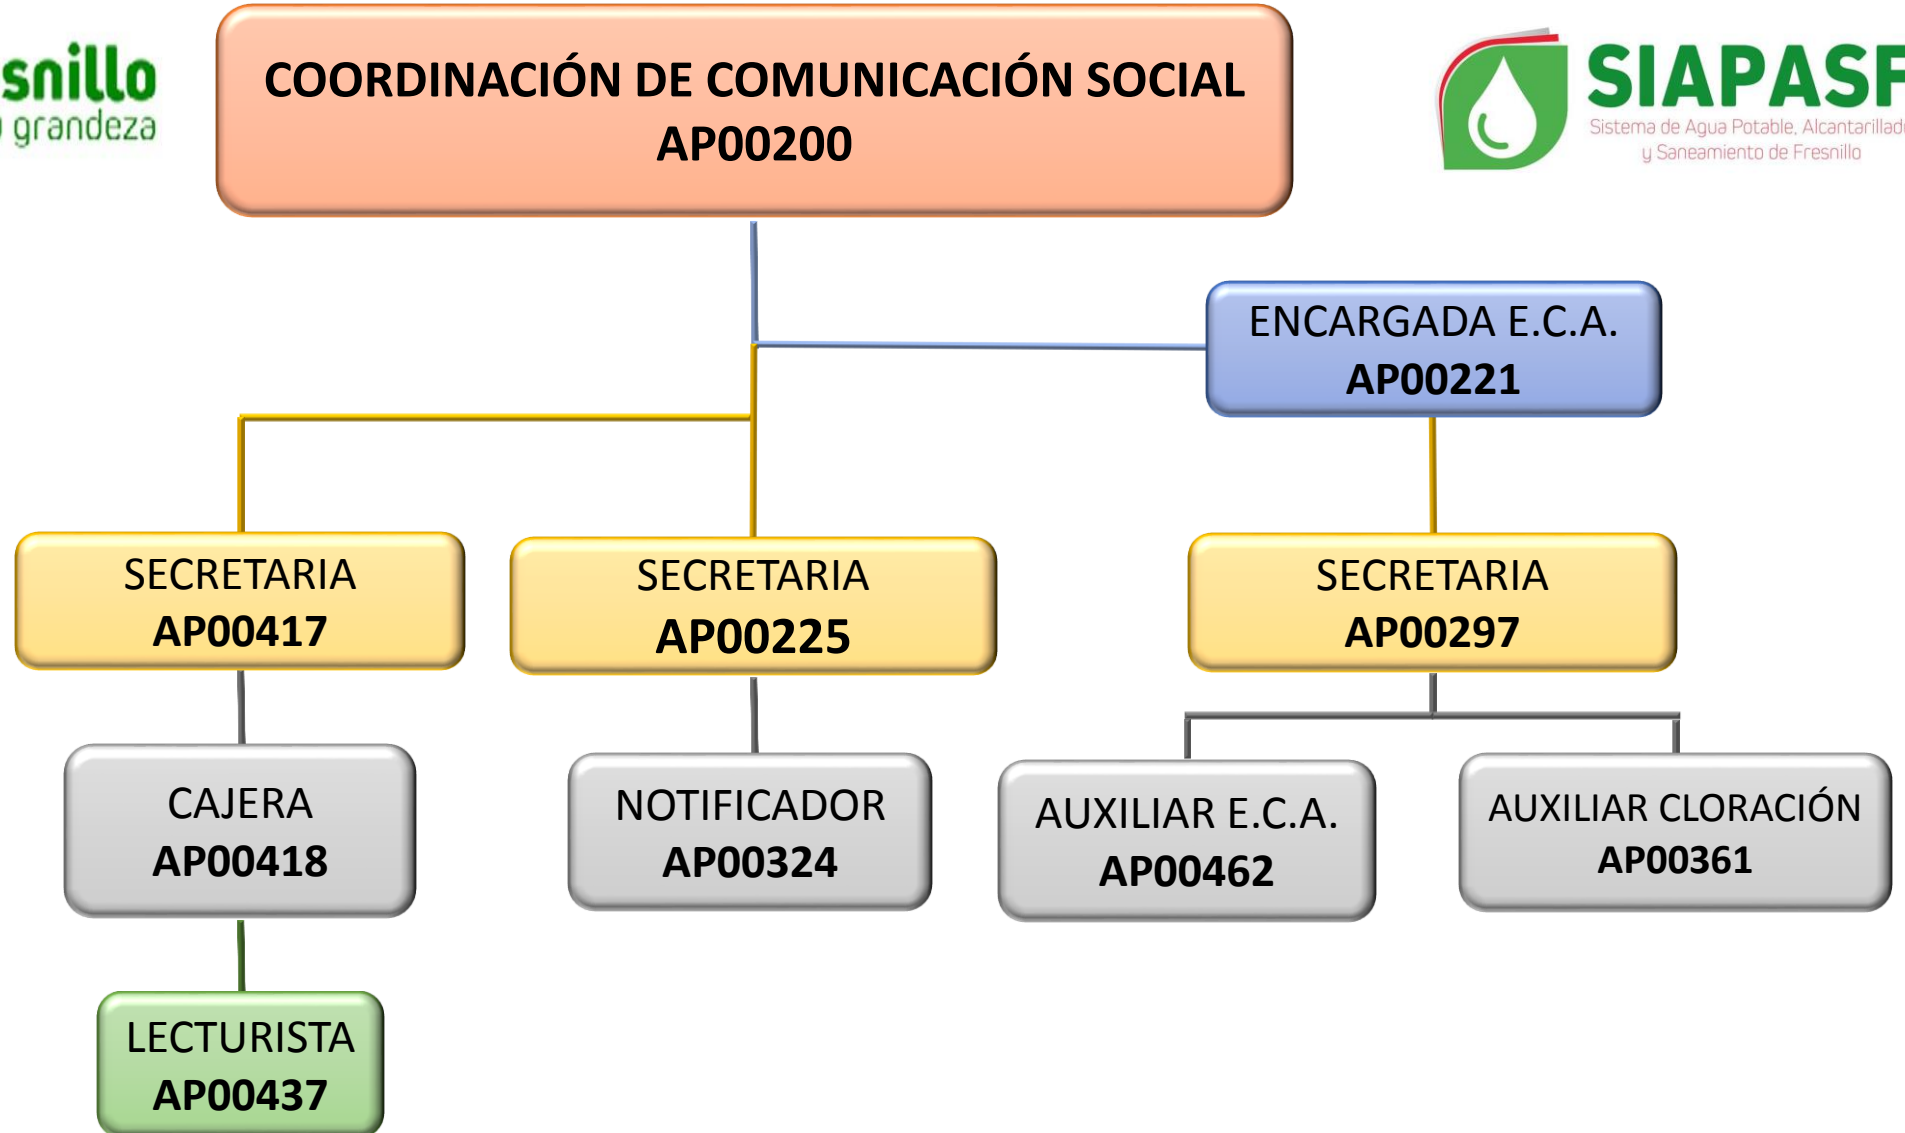 snillo
grandeza
COORDINACIÓN DE COMUNICACIÓN SOCIAL
AP00200
SIAPASF
Sistema de Agua Potable, Alcantarillado
y Saneamiento de Fresnillo
ENCARGADA E.C.A.
AP00221
SECRETARIA
AP00417
SECRETARIA
AP00225
SECRETARIA
AP00297
CAJERA
AP00418
NOTIFICADOR
AP00324
AUXILIAR E.C.A.
AP00462
AUXILIAR CLORACIÓN
AP00361
LECTURISTA
AP00437